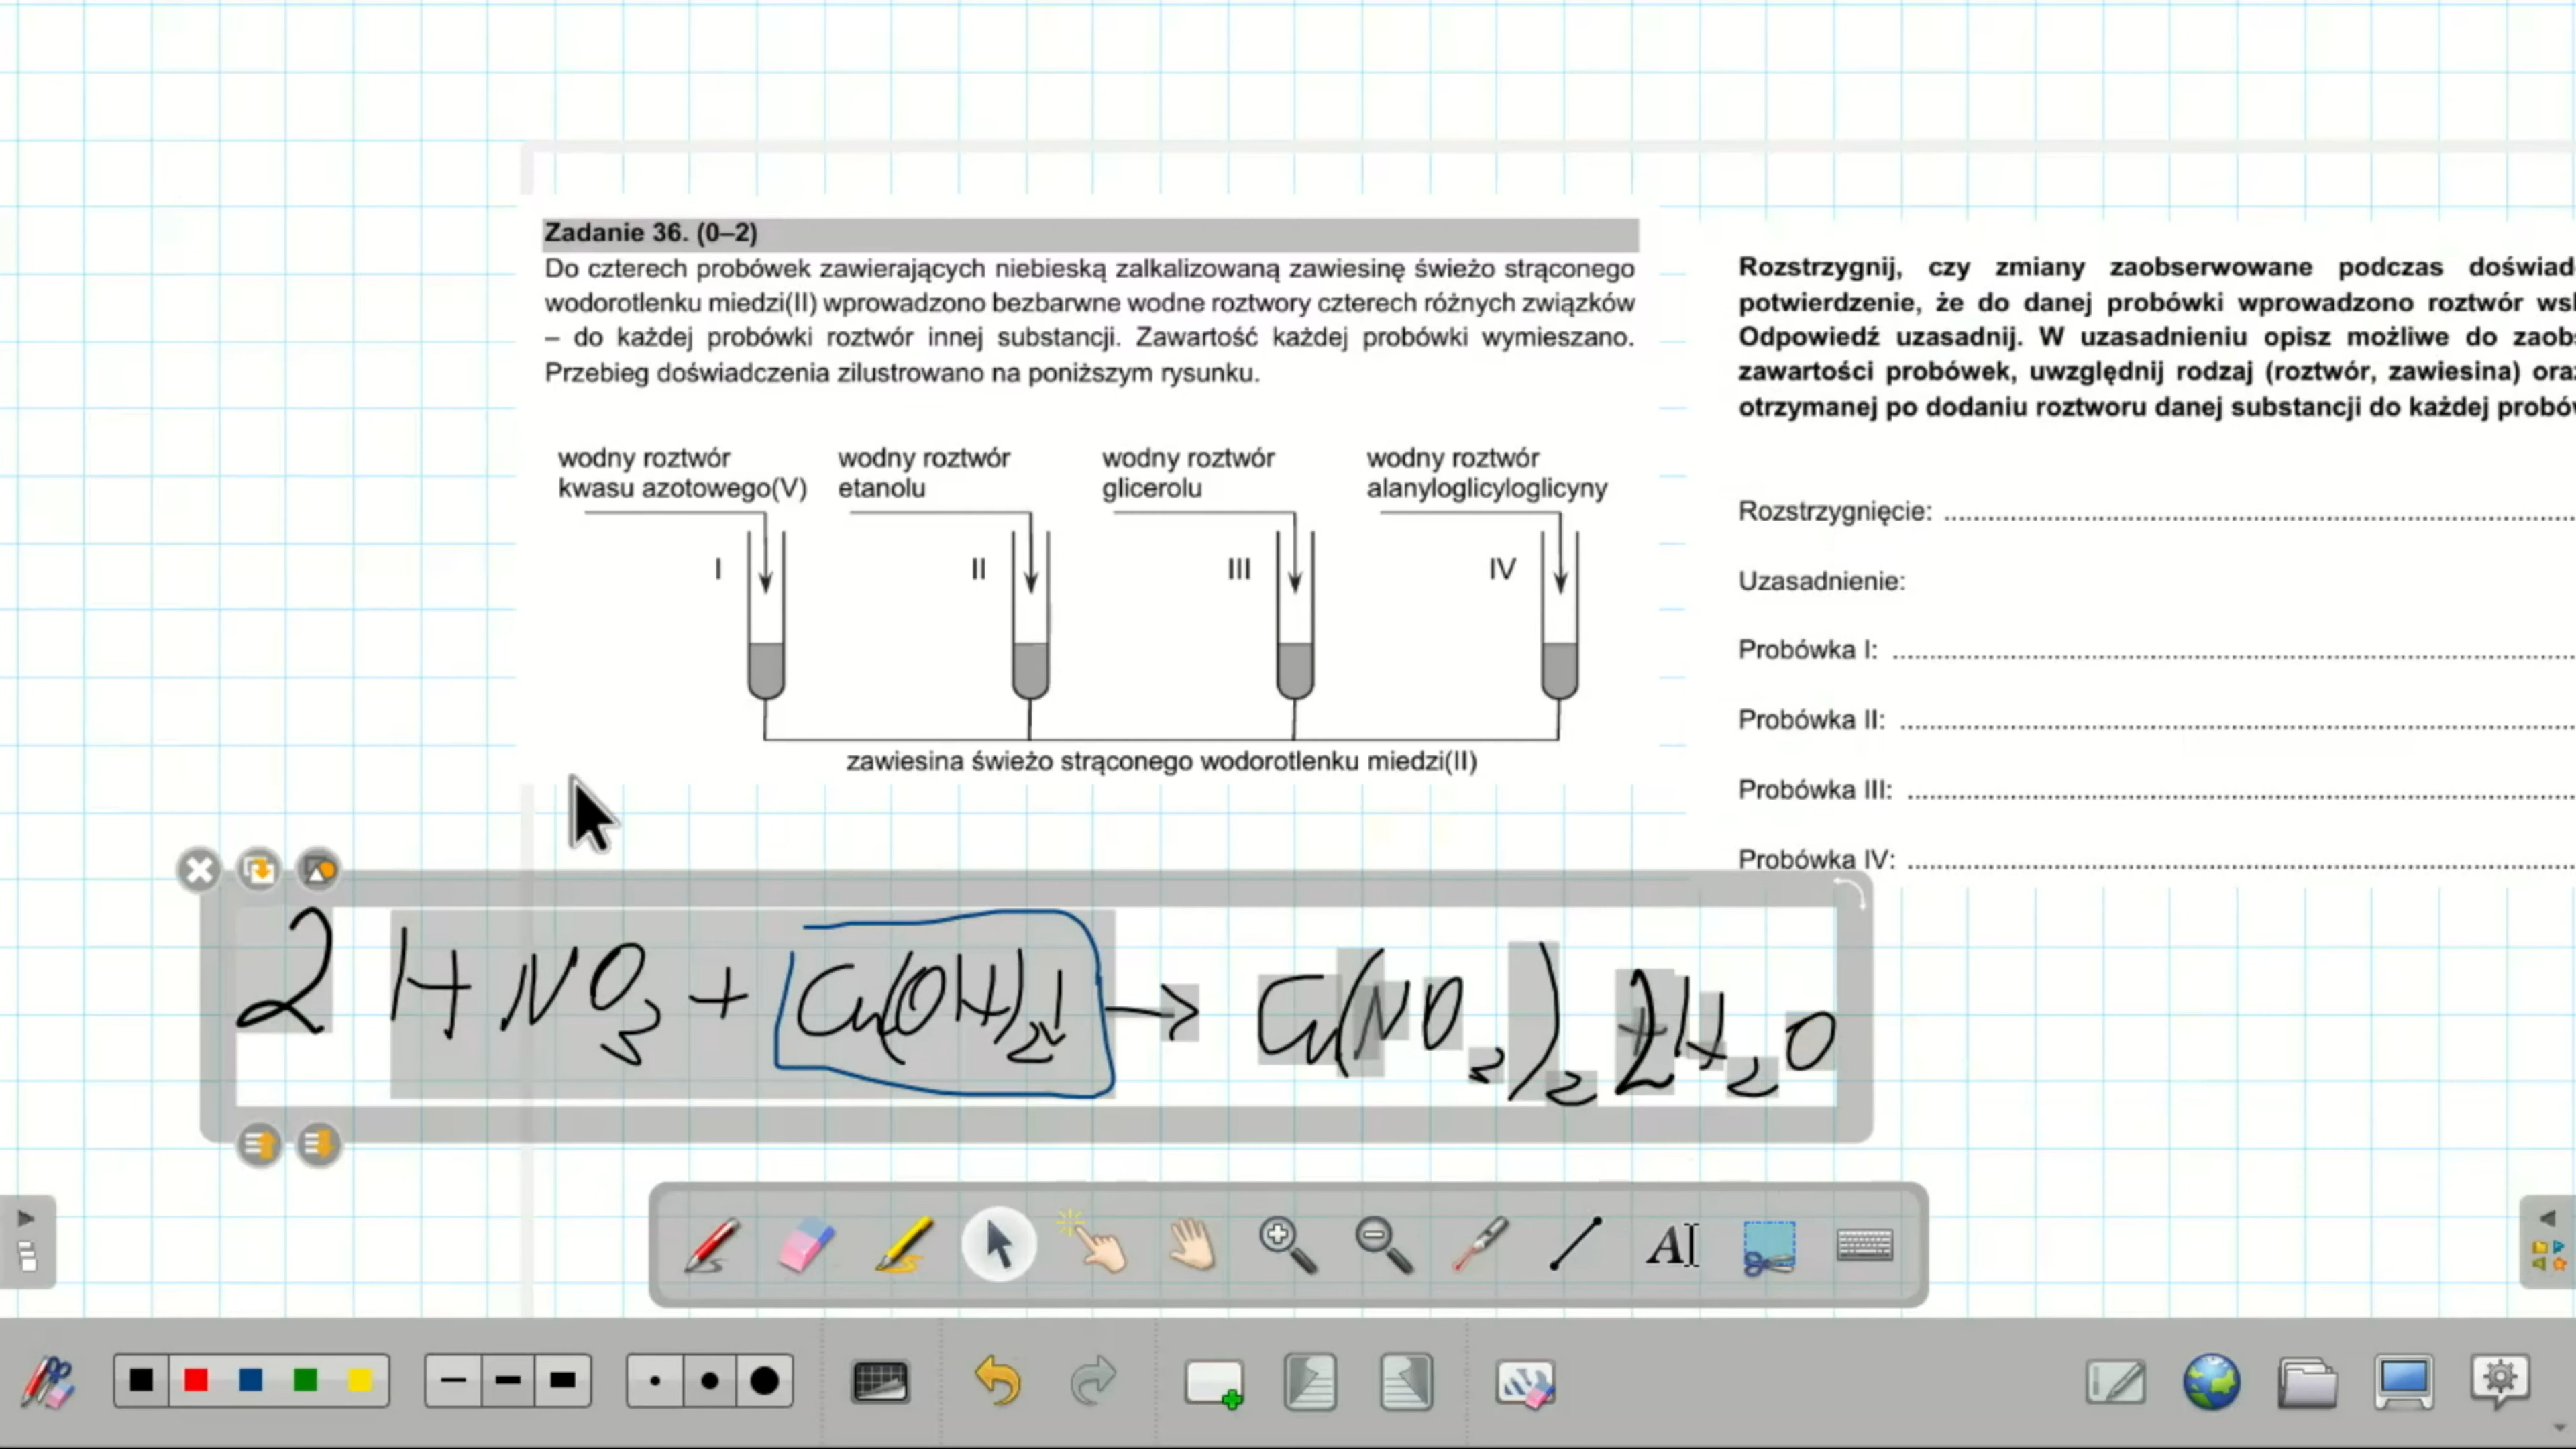 Zadanie 36. (0–2)
Do czterech probówek zawierających niebieską zalkalizowaną zawiesinę świeżo strąconego
wodorotlenku miedzi(II) wprowadzono bezbarwne wodne roztwory czterech różnych związków
– do każdej probówki roztwór innej substancji. Zawartość każdej probówki wymieszano.
Przebieg doświadczenia zilustrowano na poniższym rysunku.
wodny roztwór
kwasu azotowego(V)
wodny roztwór
etanolu
wodny roztwór
glicerolu
wodny roztwór
alanyloglicyloglicyny
I
II
III
IV
zawiesina świeżo strąconego wodorotlenku miedzi(II)
Rozstrzygnij, czy zmiany zaobserwowane podczas doświad
potwierdzenie, że do danej probówki wprowadzono roztwór ws
Odpowiedź uzasadnij. W uzasadnieniu opisz możliwe do zaob
zawartości probówek, uwzględnij rodzaj (roztwór, zawiesina) ora
otrzymanej po dodaniu roztworu danej substancji do każdej probó
Rozstrzygnięcie: ........................
Uzasadnienie:
Probówka I: ........................
Probówka II: ........................
Probówka III: ........................
Probówka IV: ........................
2 HNO3 + Cu(OH)2↓ → Cu(NO2)2 + 2H2O